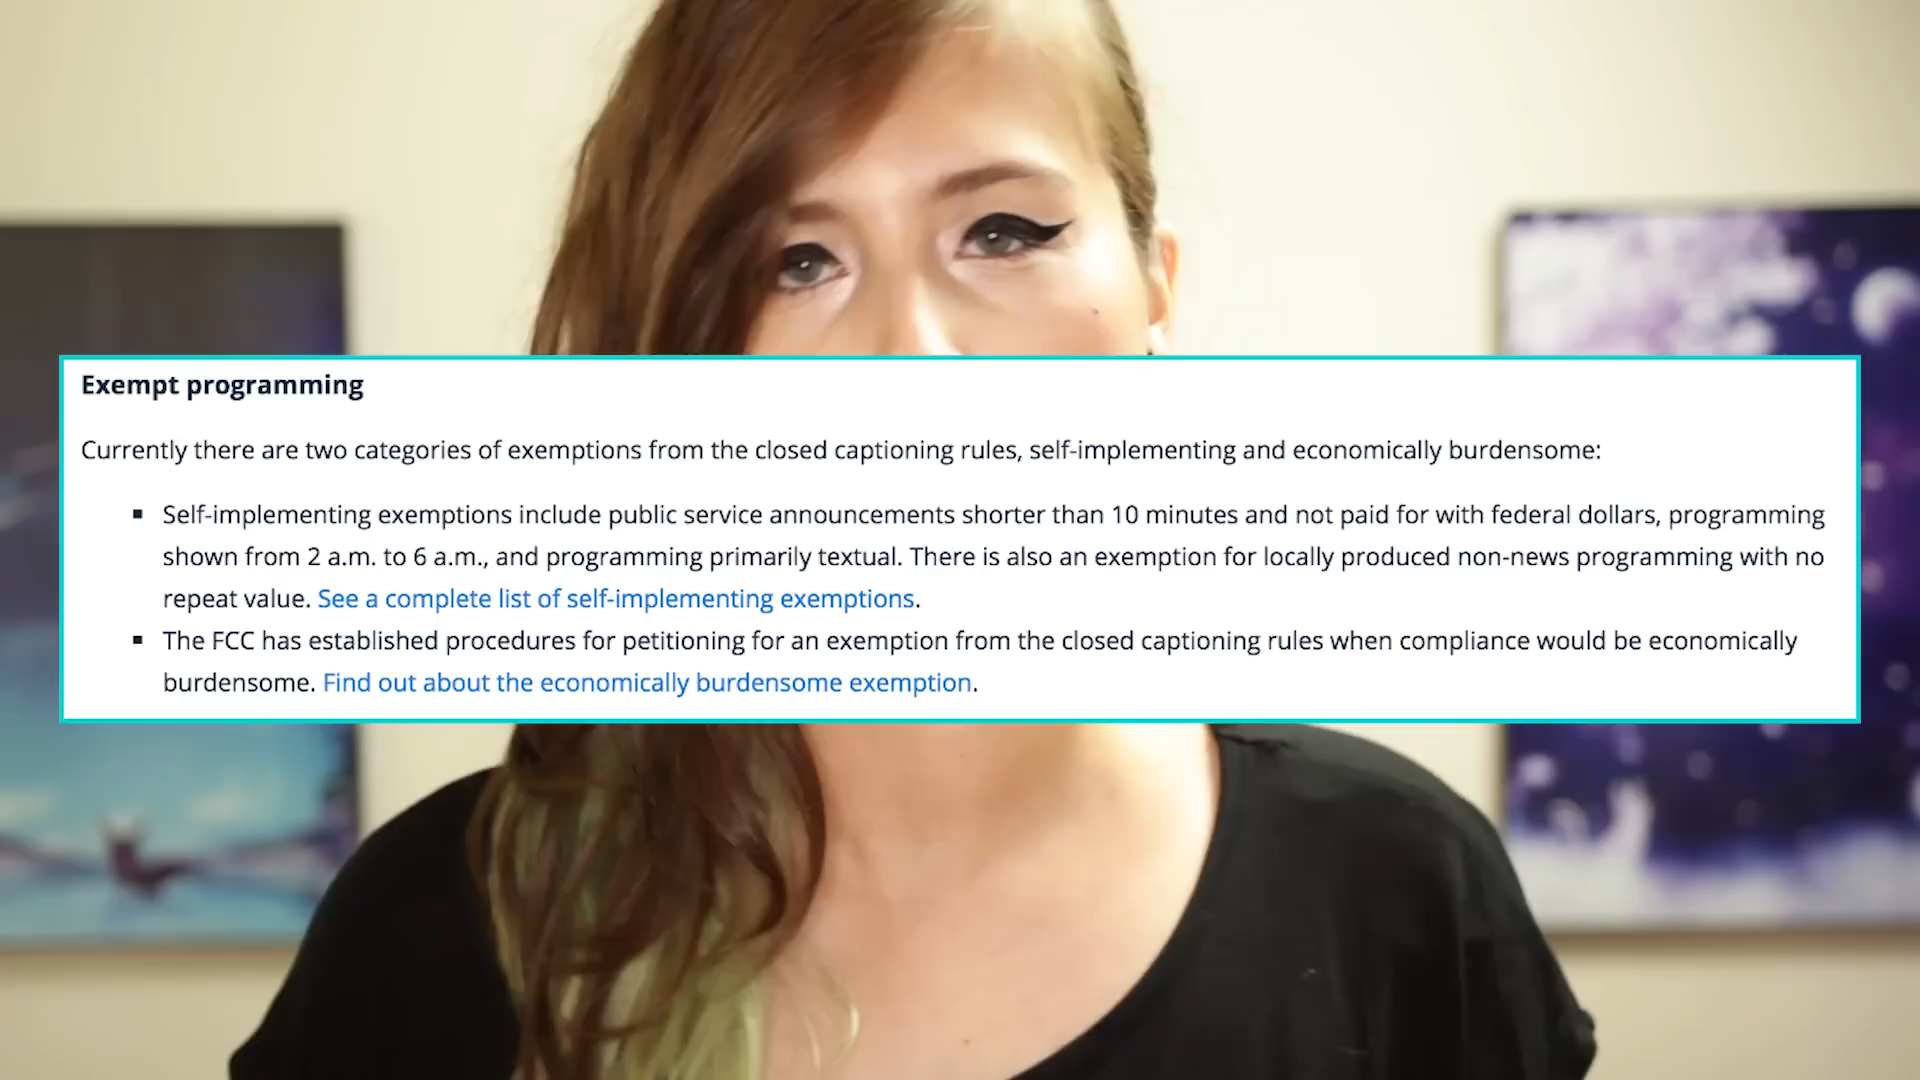 Exempt programming
Currently there are two categories of exemptions from the closed captioning rules, self-implementing and economically burdensome:
▪ Self-implementing exemptions include public service announcements shorter than 10 minutes and not paid for with federal dollars, programming
shown from 2 a.m. to 6 a.m., and programming primarily textual. There is also an exemption for locally produced non-news programming with no
repeat value. See a complete list of self-implementing exemptions.
▪ The FCC has established procedures for petitioning for an exemption from the closed captioning rules when compliance would be economically
burdensome. Find out about the economically burdensome exemption.